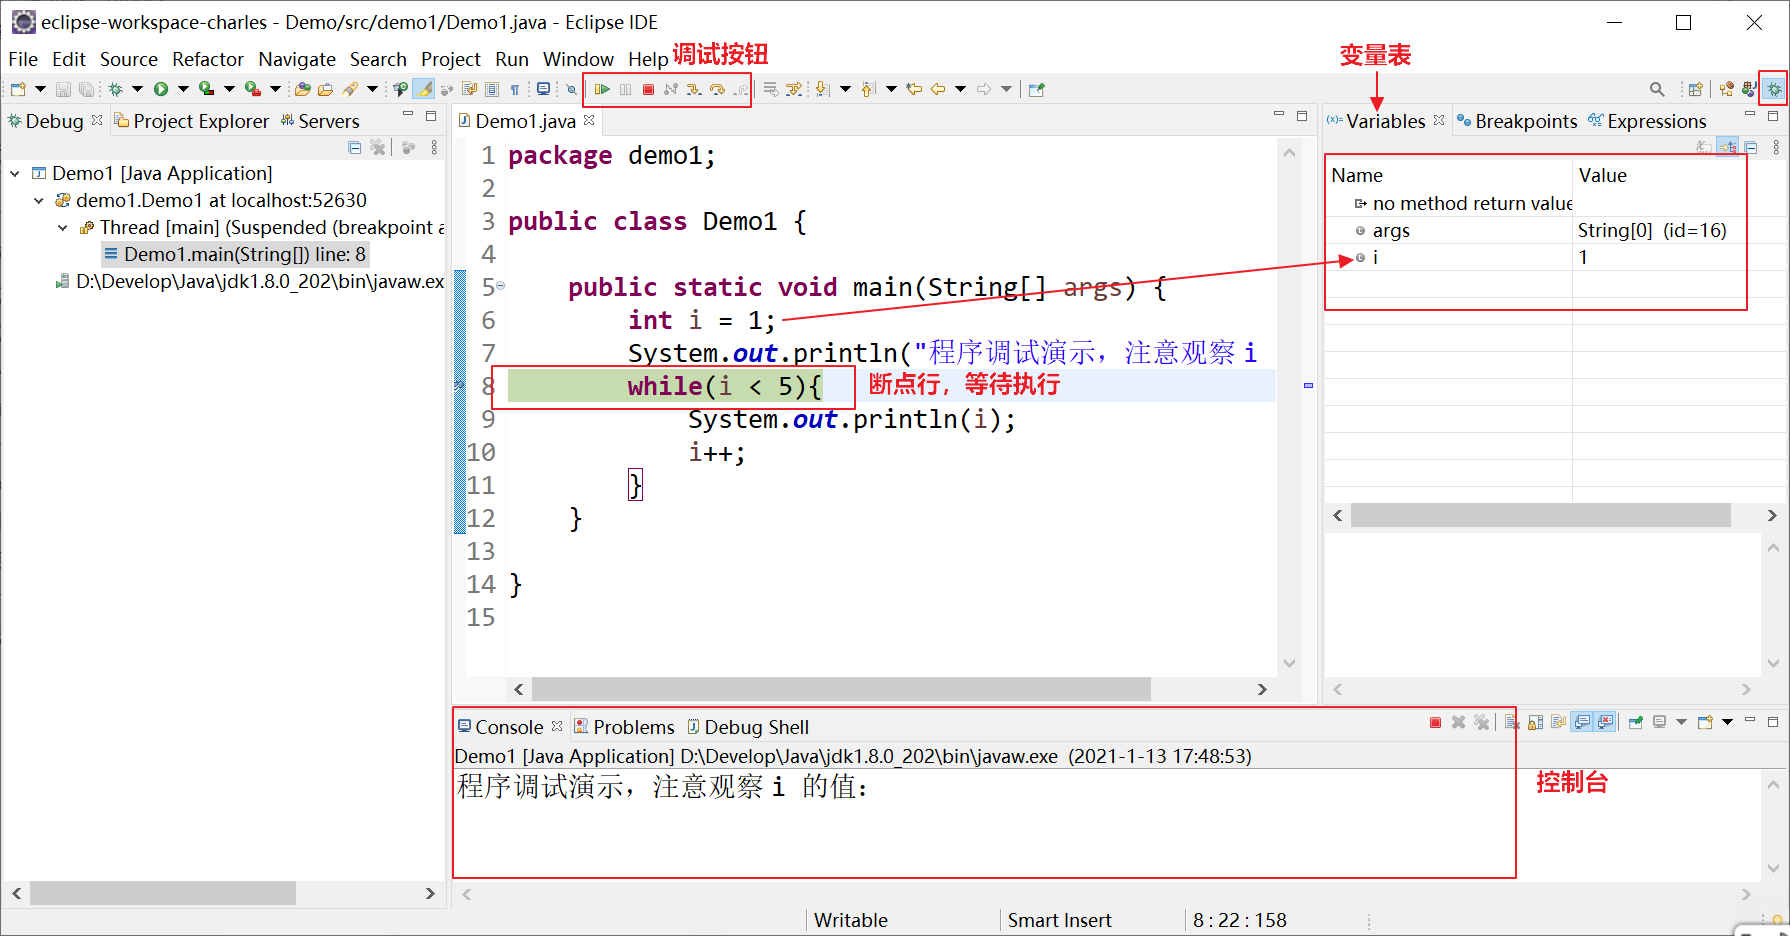 eclipse-workspace-charles - Demo/src/demo1/Demo1.java - Eclipse IDE
File Edit Source Refactor Navigate Search Project Run Window Help
调试按钮
变量表
Debug Project Explorer Servers
Demo1 [Java Application]
demo1.Demo1 at localhost:52630
Thread [main] (Suspended (breakpoint a
Demo1.main(String[]) line: 8
D:\Develop\Java\jdk1.8.0_202\bin\javaw.ex
Demo1.java
1 package demo1;
2
3 public class Demo1 {
4
5 public static void main(String[] args) {
6 int i = 1;
7 System.out.println("程序调试演示，注意观察 i
8 while(i < 5){
断点行，等待执行
9 System.out.println(i);
10 i++;
11 }
12 }
13
14 }
15
Variables Breakpoints Expressions
Name Value
no method return value
args String[0] (id=16)
i 1
Console Problems Debug Shell
Demo1 [Java Application] D:\Develop\Java\jdk1.8.0_202\bin\javaw.exe (2021-1-13 17:48:53)
程序调试演示，注意观察 i 的值：
控制台
Writable Smart Insert 8 : 22 : 158